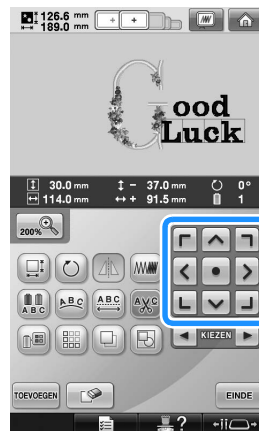 126.6 mm
189.0 mm
Good
Luck
30.0 mm - 37.0 mm 0°
114.0 mm + 91.5 mm 1
200%
ABC ABC ABC AXC
KIEZEN
TOEVOEGEN EINDE
?